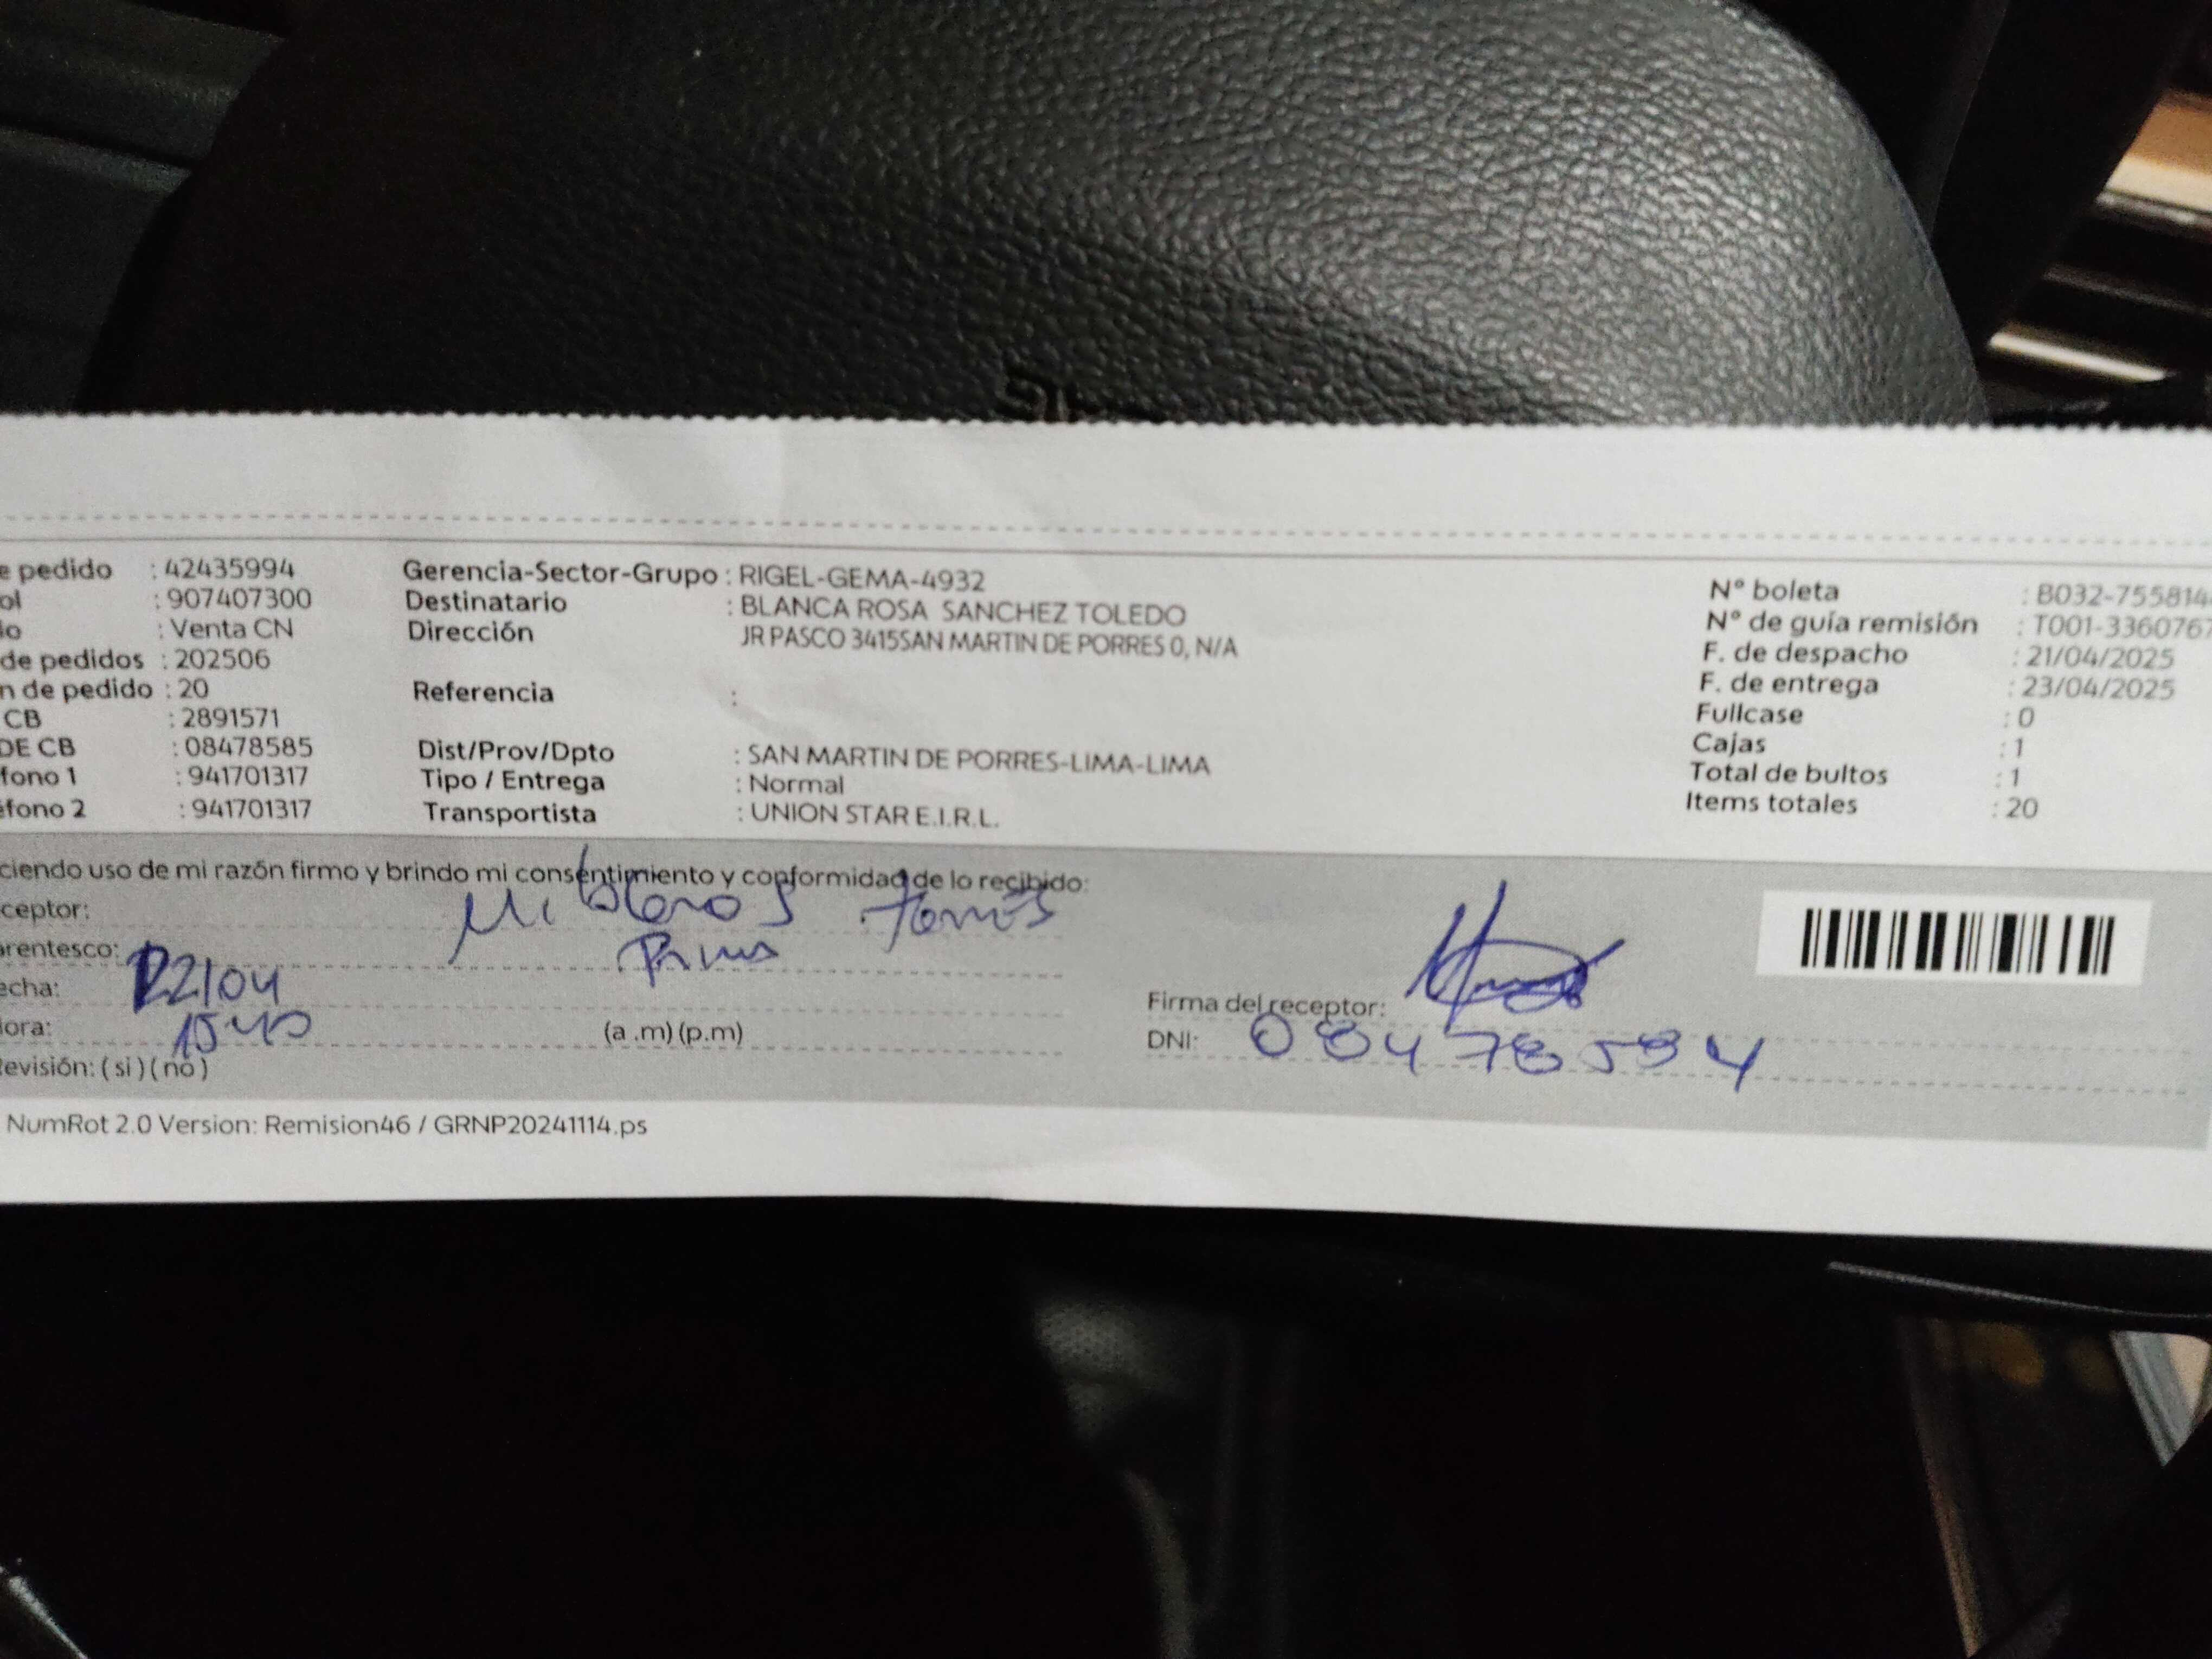 e pedido : 42435994 Gerencia-Sector-Grupo : RIGEL-GEMA-4932 N° boleta : B032-755814
ol : 907407300 Destinatario : BLANCA ROSA SANCHEZ TOLEDO N° de guía remisión : T001-3360767
lo : Venta CN Dirección JR PASCO 3415SAN MARTIN DE PORRES 0, N/A F. de despacho : 21/04/2025
de pedidos : 202506 F. de entrega : 23/04/2025
n de pedido : 20 Referencia : Fullcase : 0
CB : 2891571 Cajas : 1
DE CB : 08478585 Dist/Prov/Dpto : SAN MARTIN DE PORRES-LIMA-LIMA Total de bultos : 1
fono 1 : 941701317 Tipo / Entrega : Normal Items totales : 20
éfono 2 : 941701317 Transportista : UNION STAR E.I.R.L.
ciendo uso de mi razón firmo y brindo mi consentimiento y conformidad de lo recibido:
ceptor: Torres
arentesco:
echa: 22/04 Firma del receptor:
ora: 1540 (a .m) (p.m) DNI: 08478594
evisión: ( si ) ( no )
NumRot 2.0 Version: Remision46 / GRNP20241114.ps